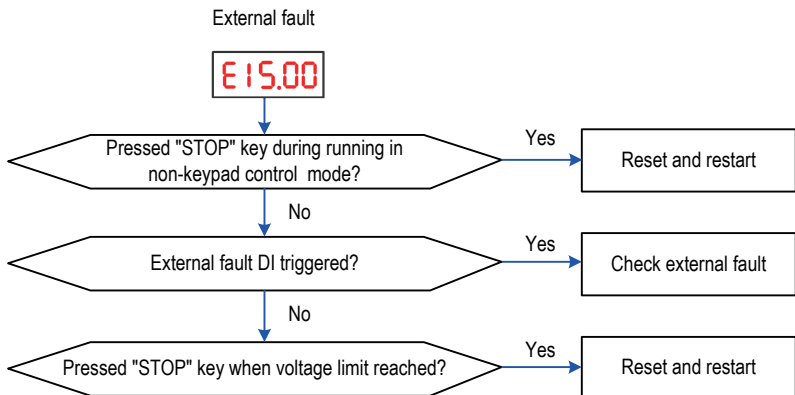 External fault
E15.00
Pressed "STOP" key during running in
non-keypad control mode?
Yes
Reset and restart
No
External fault DI triggered?
Yes
Check external fault
No
Pressed "STOP" key when voltage limit reached?
Yes
Reset and restart